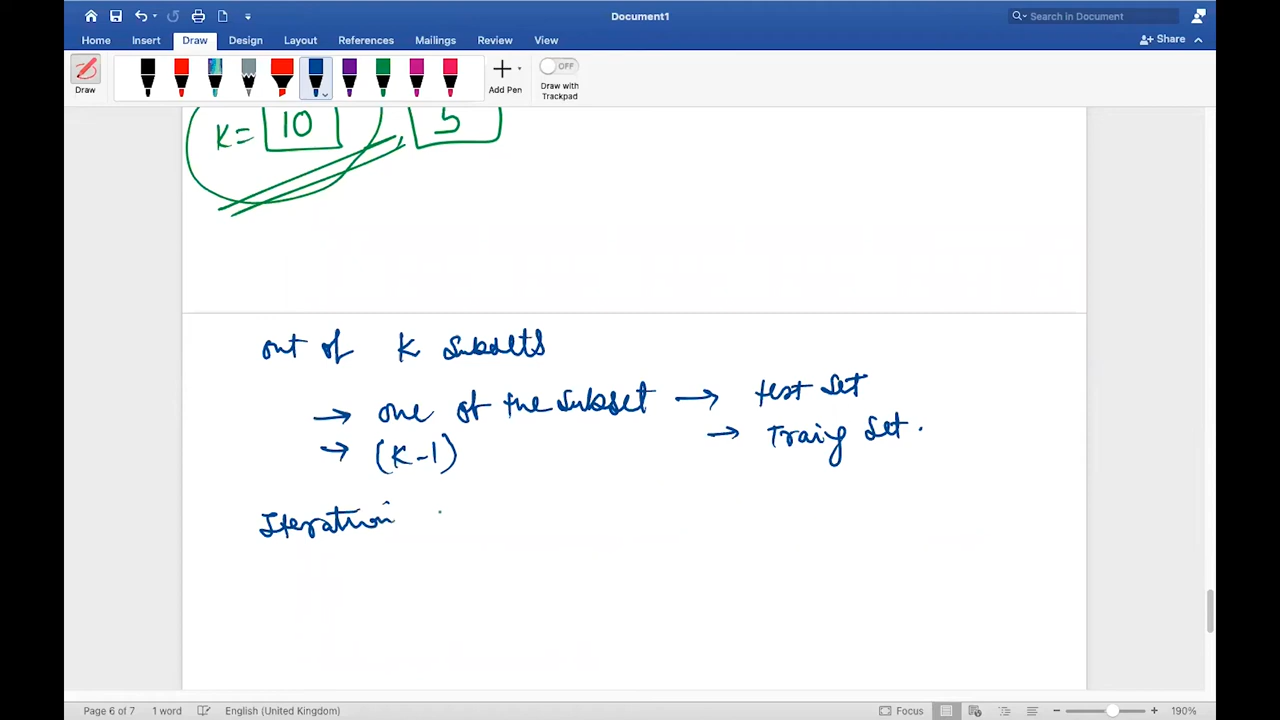 Document1
Search in Document
Home Insert Draw Design Layout References Mailings Review View
Share
Draw
Add Pen
OFF
Draw with
Trackpad
K= 10 , 5
out of K Subsets
→ one of the subset → test set
→ (K-1) → Traing set.
Iteration
Page 6 of 7 1 word English (United Kingdom) Focus 190%